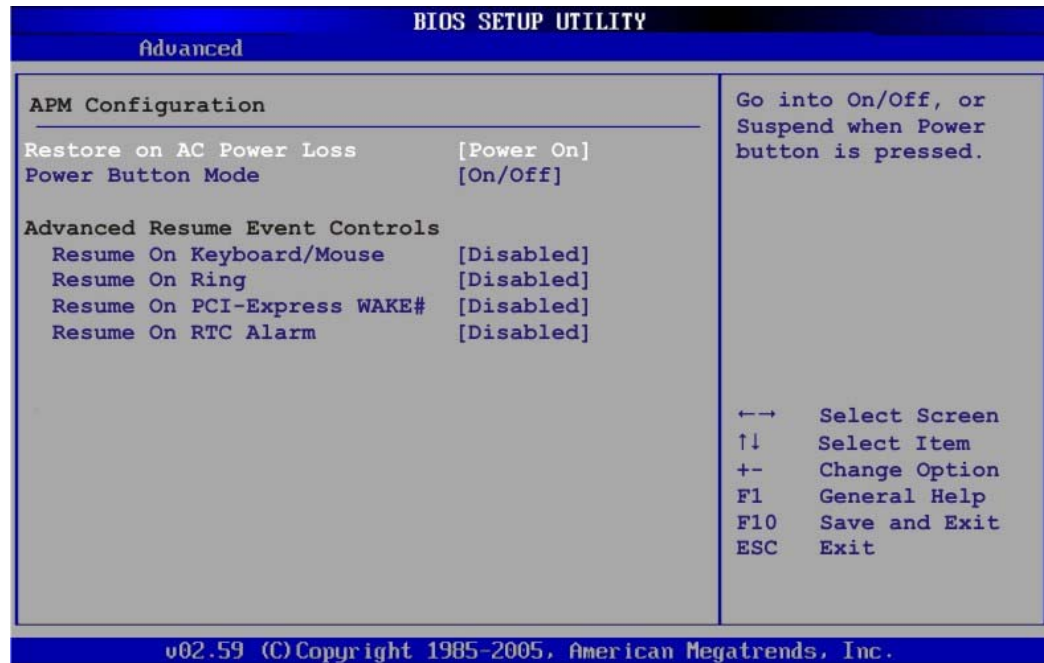 BIOS SETUP UTILITY
Advanced
APM Configuration
Restore on AC Power Loss [Power On]
Power Button Mode [On/Off]
Advanced Resume Event Controls
Resume On Keyboard/Mouse [Disabled]
Resume On Ring [Disabled]
Resume On PCI-Express WAKE# [Disabled]
Resume On RTC Alarm [Disabled]
Go into On/Off, or
Suspend when Power
button is pressed.
←→ Select Screen
↑↓ Select Item
+- Change Option
F1 General Help
F10 Save and Exit
ESC Exit
v02.59 (C)Copyright 1985-2005, American Megatrends, Inc.